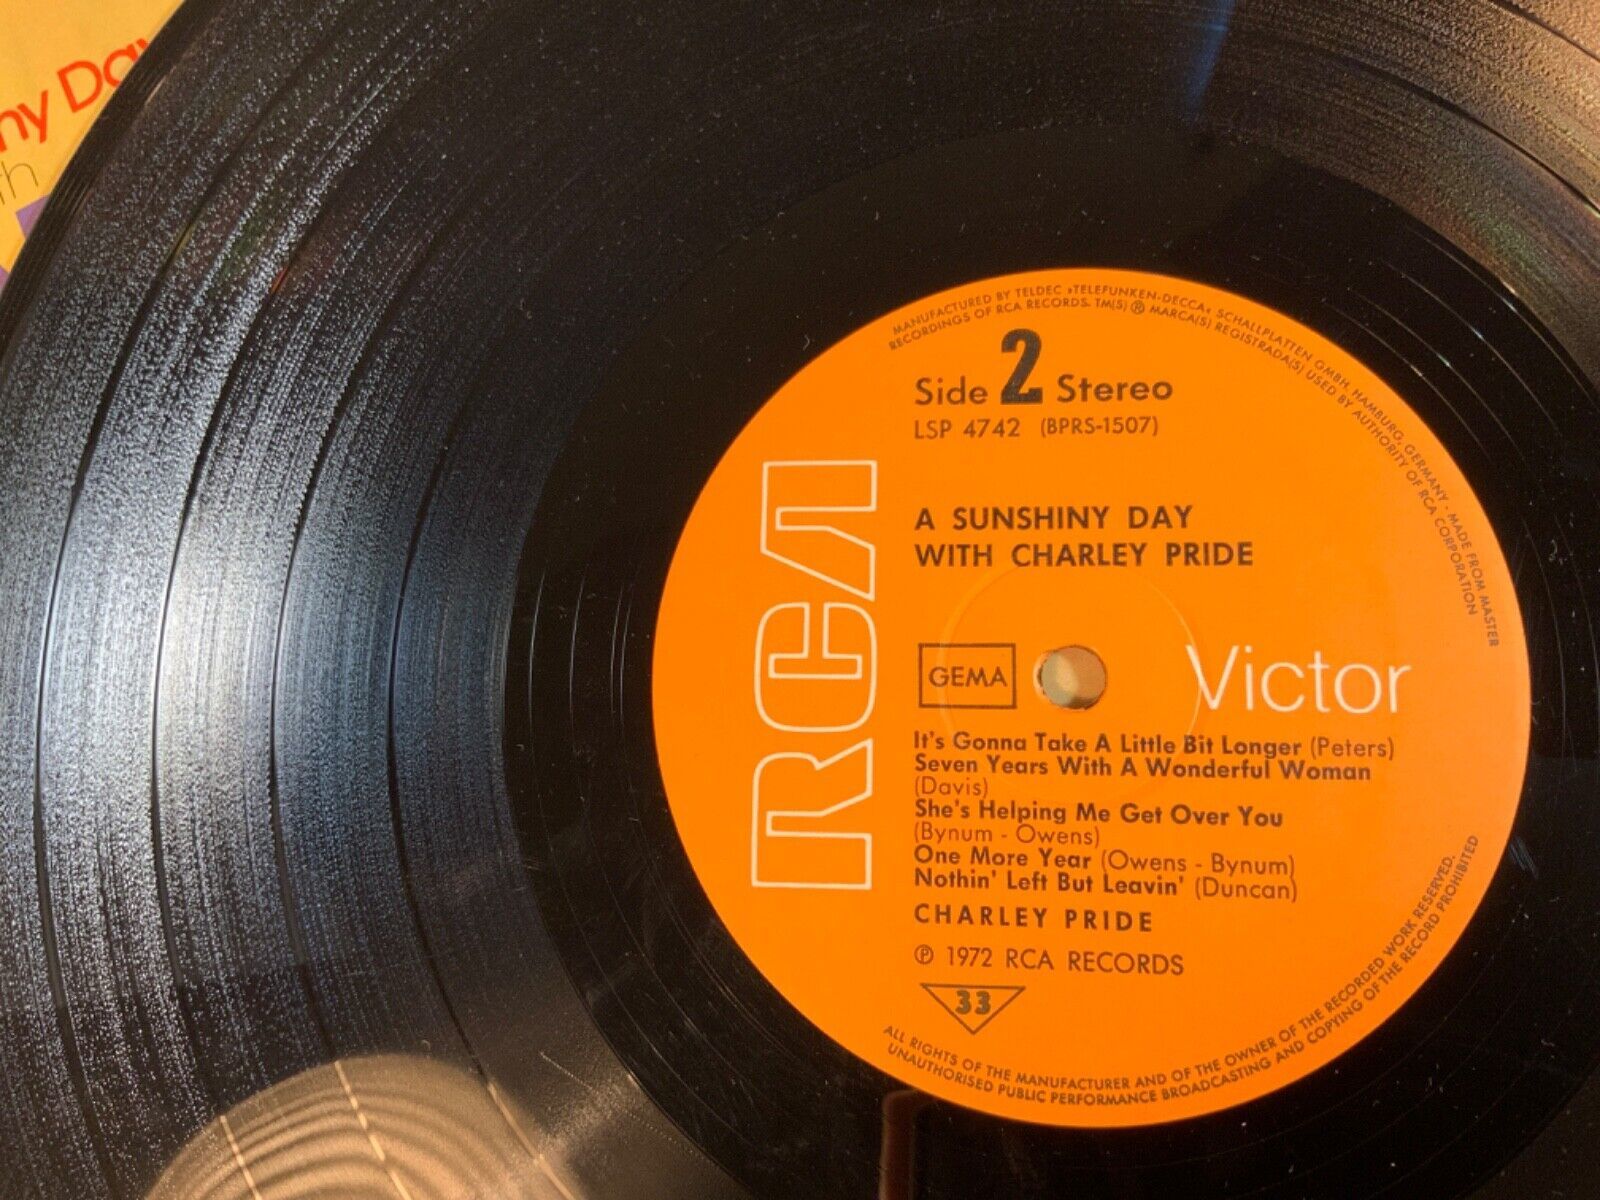 ny Day
th
MANUFACTURED BY TELDEC »TELEFUNKEN-DECCA« SCHALLPLATTEN GMBH, HAMBURG, GERMANY · MADE FROM MASTER
RECORDINGS OF RCA RECORDS. TM(S) ® MARCA(S) REGISTRADA(S) USED BY AUTHORITY OF RCA CORPORATION
Side 2 Stereo
LSP 4742 (BPRS-1507)
A SUNSHINY DAY
WITH CHARLEY PRIDE
RCA
GEMA
Victor
It's Gonna Take A Little Bit Longer (Peters)
Seven Years With A Wonderful Woman
(Davis)
She's Helping Me Get Over You
(Bynum - Owens)
One More Year (Owens - Bynum)
Nothin' Left But Leavin' (Duncan)
CHARLEY PRIDE
℗ 1972 RCA RECORDS
33
ALL RIGHTS OF THE MANUFACTURER AND OF THE OWNER OF THE RECORDED WORK RESERVED.
UNAUTHORISED PUBLIC PERFORMANCE BROADCASTING AND COPYING OF THE RECORD PROHIBITED